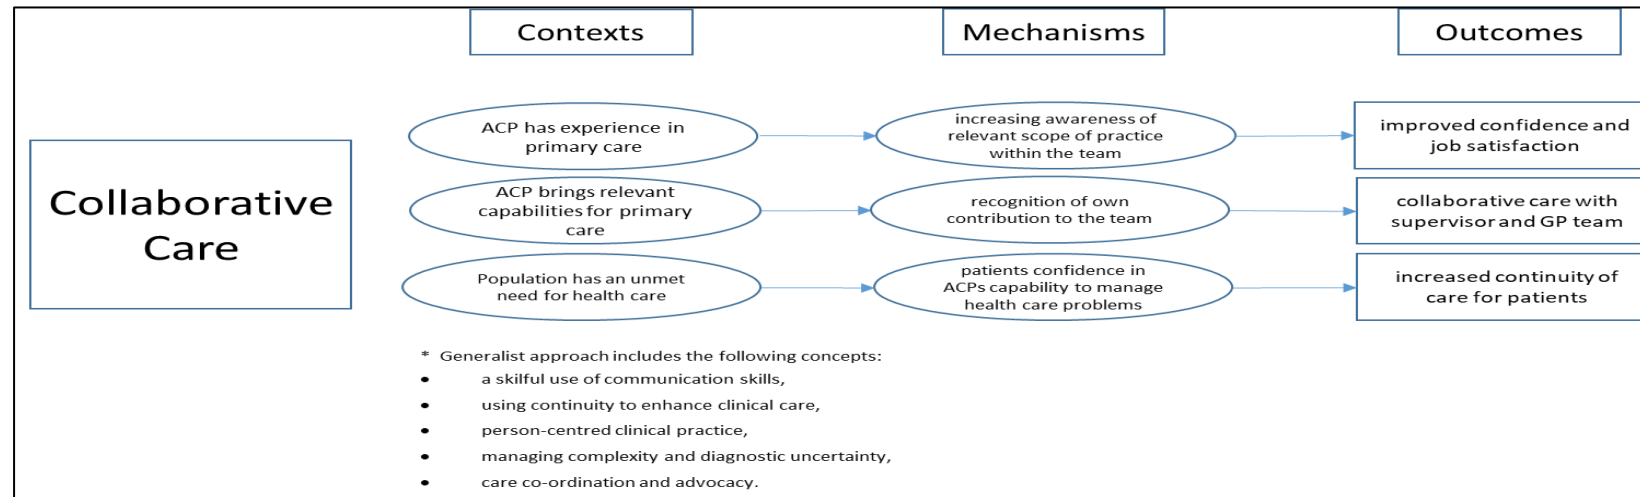 Contexts
Mechanisms
Outcomes
Collaborative
Care
ACP has experience in
primary care
increasing awareness of
relevant scope of practice
within the team
improved confidence and
job satisfaction
ACP brings relevant
capabilities for primary
care
recognition of own
contribution to the team
collaborative care with
supervisor and GP team
Population has an unmet
need for health care
patients confidence in
ACPs capability to manage
health care problems
increased continuity of
care for patients
* Generalist approach includes the following concepts:
• a skilful use of communication skills,
• using continuity to enhance clinical care,
• person-centred clinical practice,
• managing complexity and diagnostic uncertainty,
• care co-ordination and advocacy.